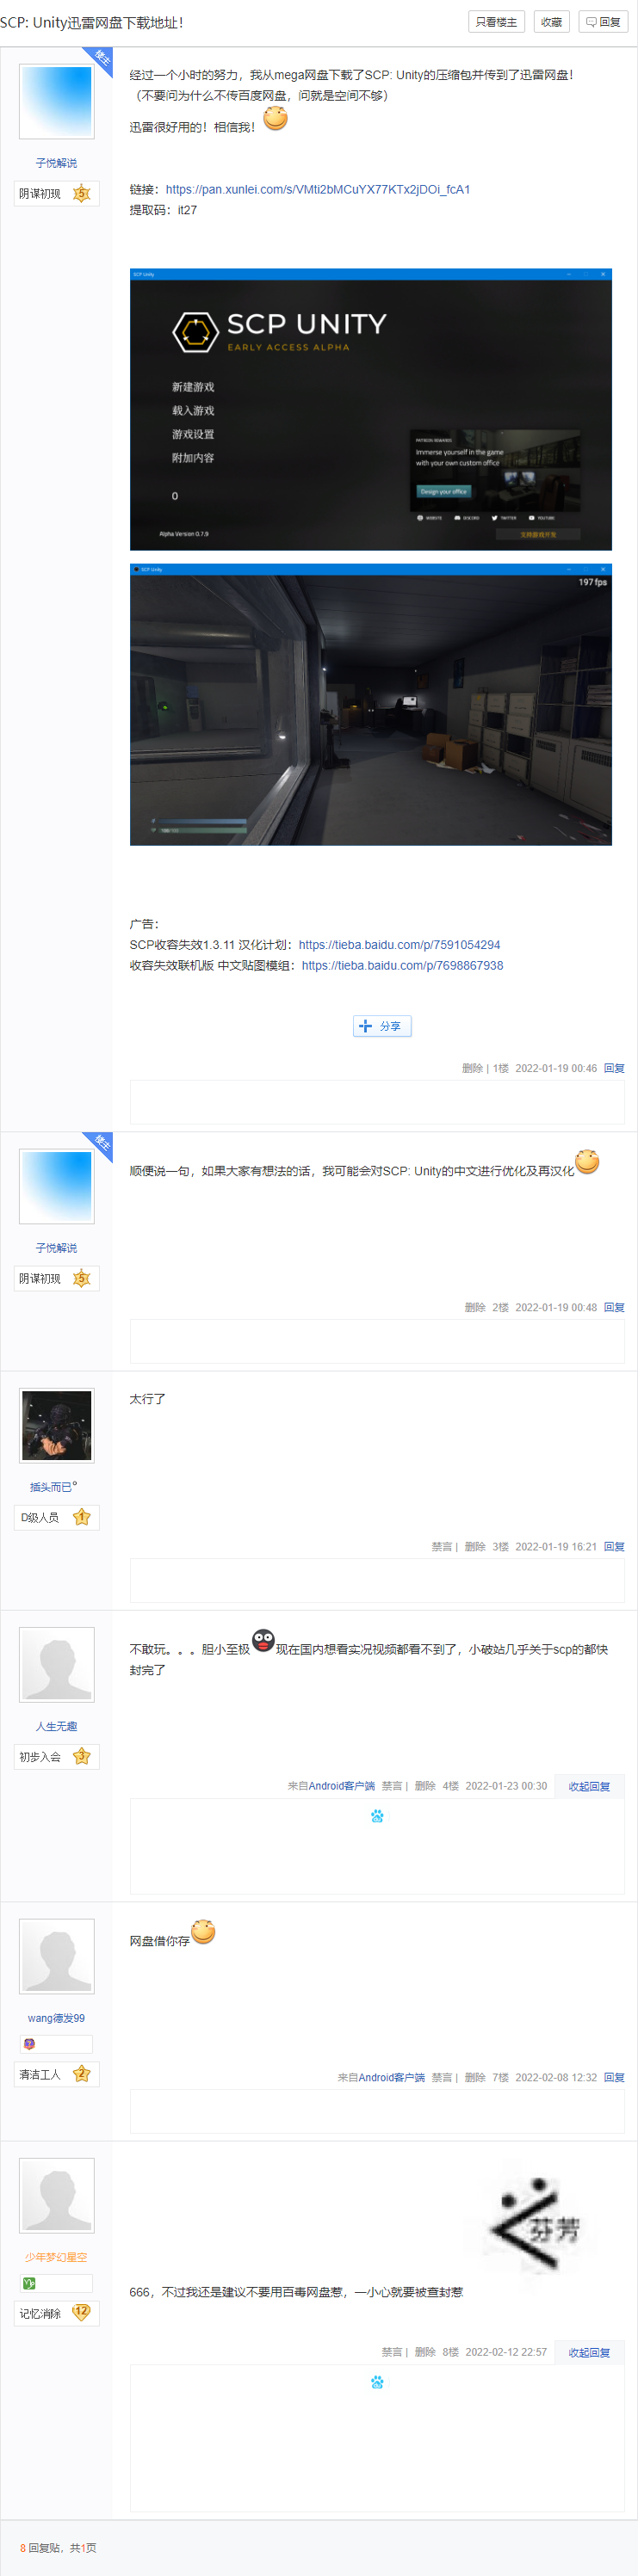 SCP: Unity迅雷网盘下载地址！
只看楼主 收藏 回复
楼主
经过一个小时的努力，我从mega网盘下载了SCP: Unity的压缩包并传到了迅雷网盘！
（不要问为什么不传百度网盘，问就是空间不够）
迅雷很好用的！相信我！
子悦解说
阴谋初现 5
链接：https://pan.xunlei.com/s/VMti2bMCuYX77KTx2jDOi_fcA1
提取码：it27
SCP Unity
SCP UNITY
EARLY ACCESS ALPHA
新建游戏
载入游戏
游戏设置
附加内容
0
PATREON REWARDS
Immerse yourself in the game
with your own custom office
Design your office
WEBSITE DISCORD TWITTER YOUTUBE
Alpha Version 0.7.9
支持游戏开发
SCP Unity
197 fps
广告：
SCP收容失效1.3.11 汉化计划：https://tieba.baidu.com/p/7591054294
收容失效联机版 中文贴图模组：https://tieba.baidu.com/p/7698867938
分享
删除 | 1楼 2022-01-19 00:46 回复
楼主
顺便说一句，如果大家有想法的话，我可能会对SCP: Unity的中文进行优化及再汉化
子悦解说
阴谋初现 5
删除 2楼 2022-01-19 00:48 回复
太行了
插头而已°
D级人员 1
禁言 | 删除 3楼 2022-01-19 16:21 回复
不敢玩。。。胆小至极现在国内想看实况视频都看不到了，小破站几乎关于scp的都快
封完了
人生无趣
初步入会 3
来自Android客户端 禁言 | 删除 4楼 2022-01-23 00:30 收起回复
网盘借你存
wang德发99
清洁工人 2
来自Android客户端 禁言 | 删除 7楼 2022-02-08 12:32 回复
芬芳
666，不过我还是建议不要用百毒网盘惹，一小心就要被查封惹
少年梦幻星空
记忆消除 12
禁言 | 删除 8楼 2022-02-12 22:57 收起回复
8 回复贴，共1页